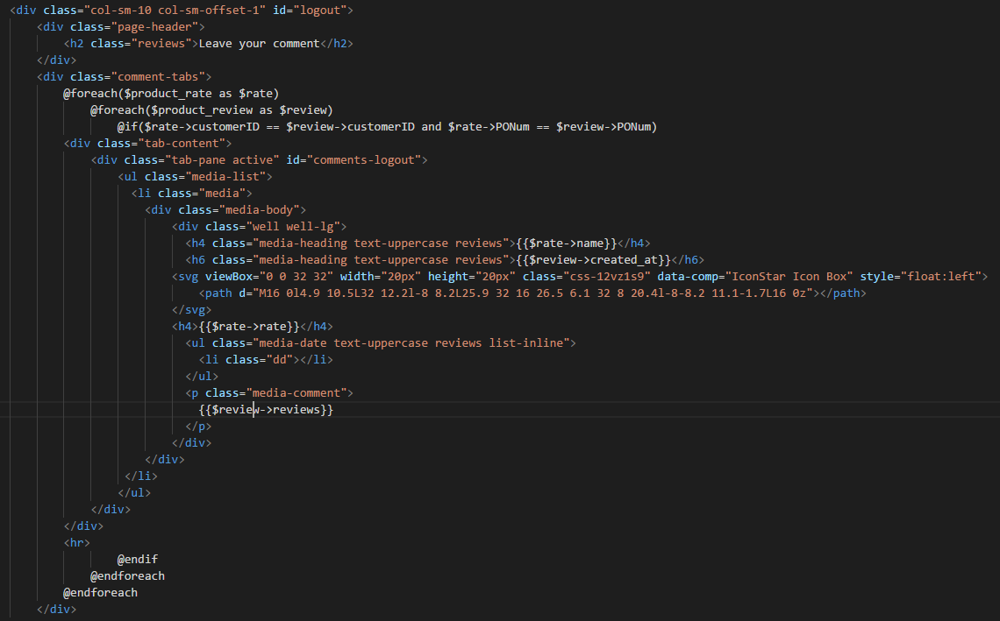 <div class="col-sm-10 col-sm-offset-1" id="logout">
    <div class="page-header">
        <h2 class="reviews">Leave your comment</h2>
    </div>
    <div class="comment-tabs">
        @foreach($product_rate as $rate)
            @foreach($product_review as $review)
                @if($rate->customerID == $review->customerID and $rate->PONum == $review->PONum)
        <div class="tab-content">
            <div class="tab-pane active" id="comments-logout">
                <ul class="media-list">
                  <li class="media">
                    <div class="media-body">
                        <div class="well well-lg">
                          <h4 class="media-heading text-uppercase reviews">{{$rate->name}}</h4>
                          <h6 class="media-heading text-uppercase reviews">{{$review->created_at}}</h6>
                        <svg viewBox="0 0 32 32" width="20px" height="20px" class="css-12vz1s9" data-comp="IconStar Icon Box" style="float:left">
                            <path d="M16 0l4.9 10.5L32 12.2l-8 8.2L25.9 32 16 26.5 6.1 32 8 20.4l-8-8.2 11.1-1.7L16 0z"></path>
                        </svg>
                        <h4>{{$rate->rate}}</h4>
                          <ul class="media-date text-uppercase reviews list-inline">
                            <li class="dd"></li>
                          </ul>
                          <p class="media-comment">
                            {{$review->reviews}}
                          </p>
                        </div>
                    </div>
                 </li>
                </ul>
            </div>
        </div>
        <hr>
                @endif
            @endforeach
        @endforeach
    </div>